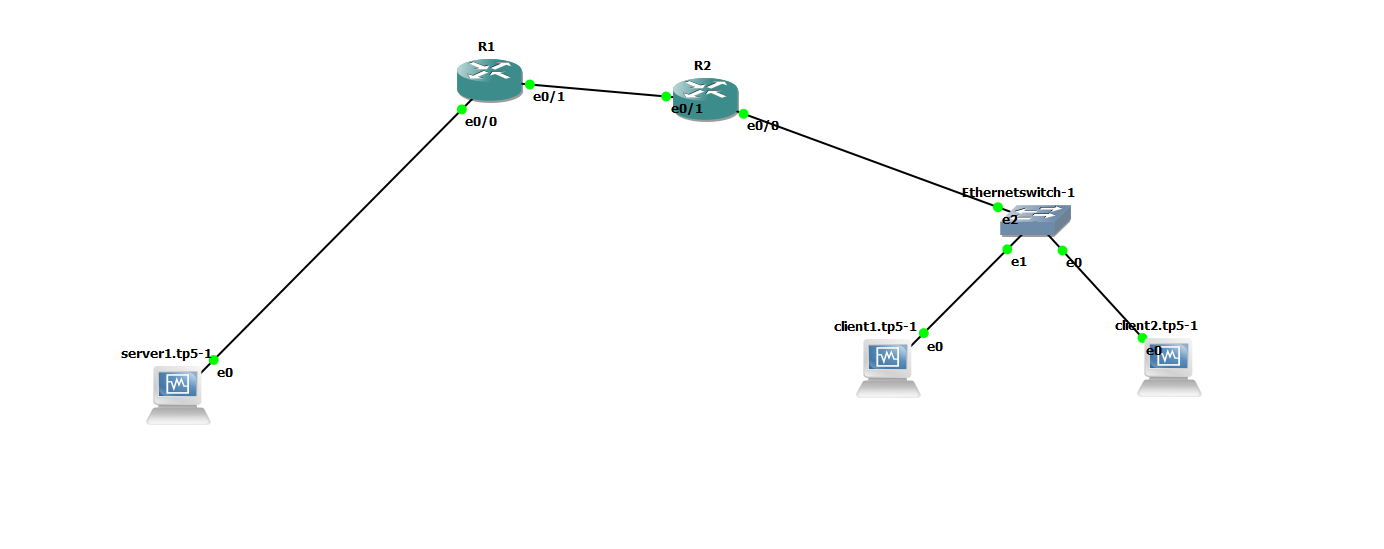 R1
R2
e0/1
e0/1
e0/0
e0/0
Ethernetswitch-1
e2
e1
e0
client1.tp5-1
client2.tp5-1
e0
e0
server1.tp5-1
e0